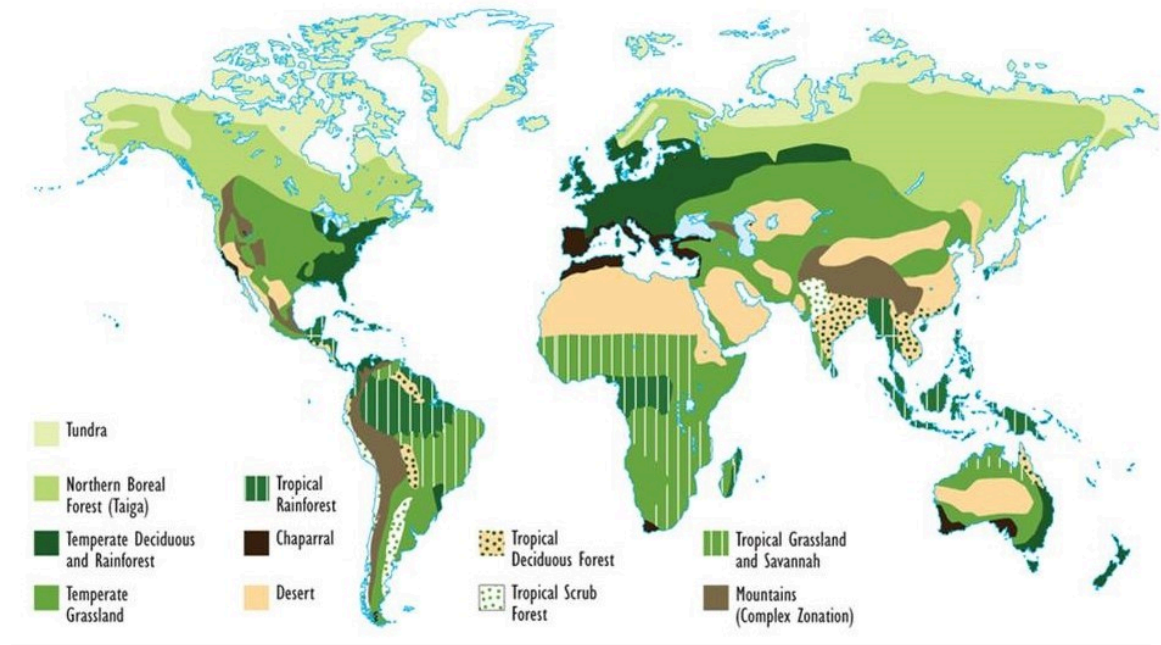 Tundra
Northern Boreal
Forest (Taiga)
Temperate Deciduous
and Rainforest
Temperate
Grassland
Tropical
Rainforest
Chaparral
Desert
Tropical
Deciduous Forest
Tropical Scrub
Forest
Tropical Grassland
and Savannah
Mountains
(Complex Zonation)